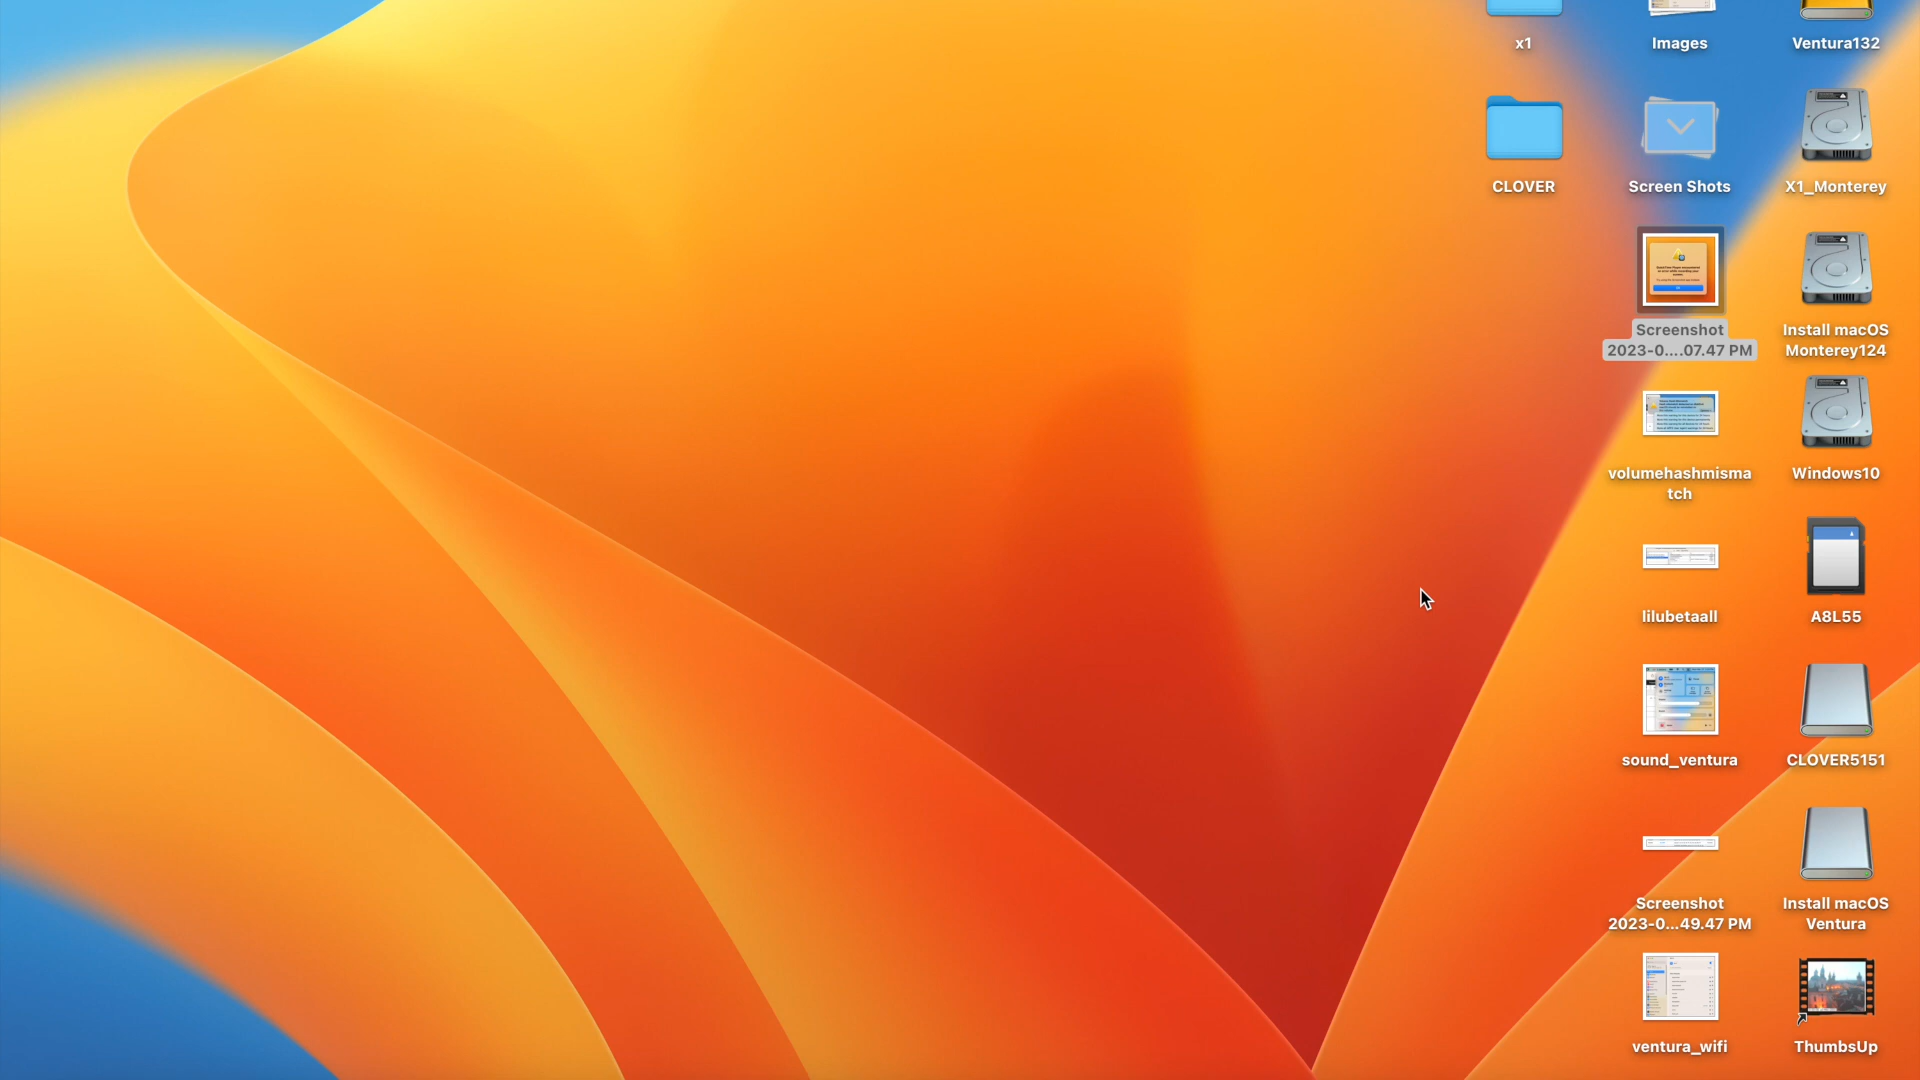 x1
Images
Ventura132
CLOVER
Screen Shots
X1_Monterey
Screenshot
2023-0....07.47 PM
Install macOS
Monterey124
volumehashmisma
tch
Windows10
lilubetaall
A8L55
sound_ventura
CLOVER5151
Screenshot
2023-0...49.47 PM
Install macOS
Ventura
ventura_wifi
ThumbsUp